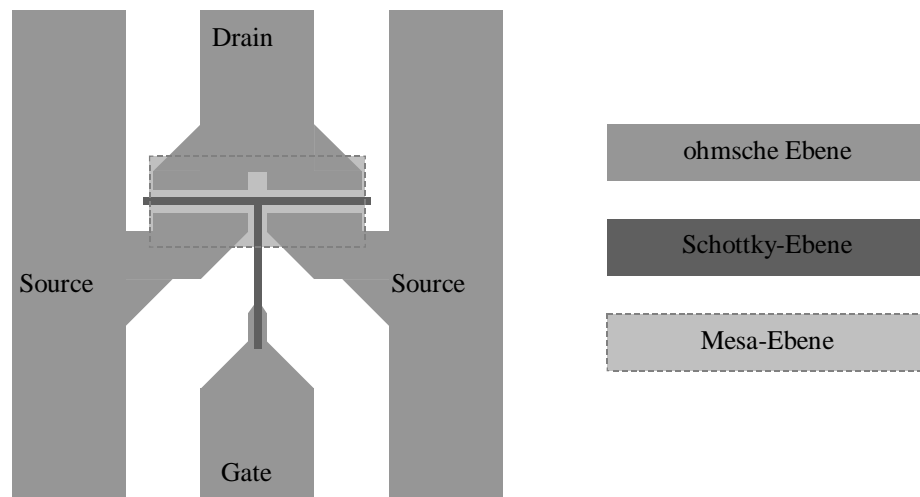 Drain
ohmsche Ebene
Schottky-Ebene
Source
Source
Mesa-Ebene
Gate